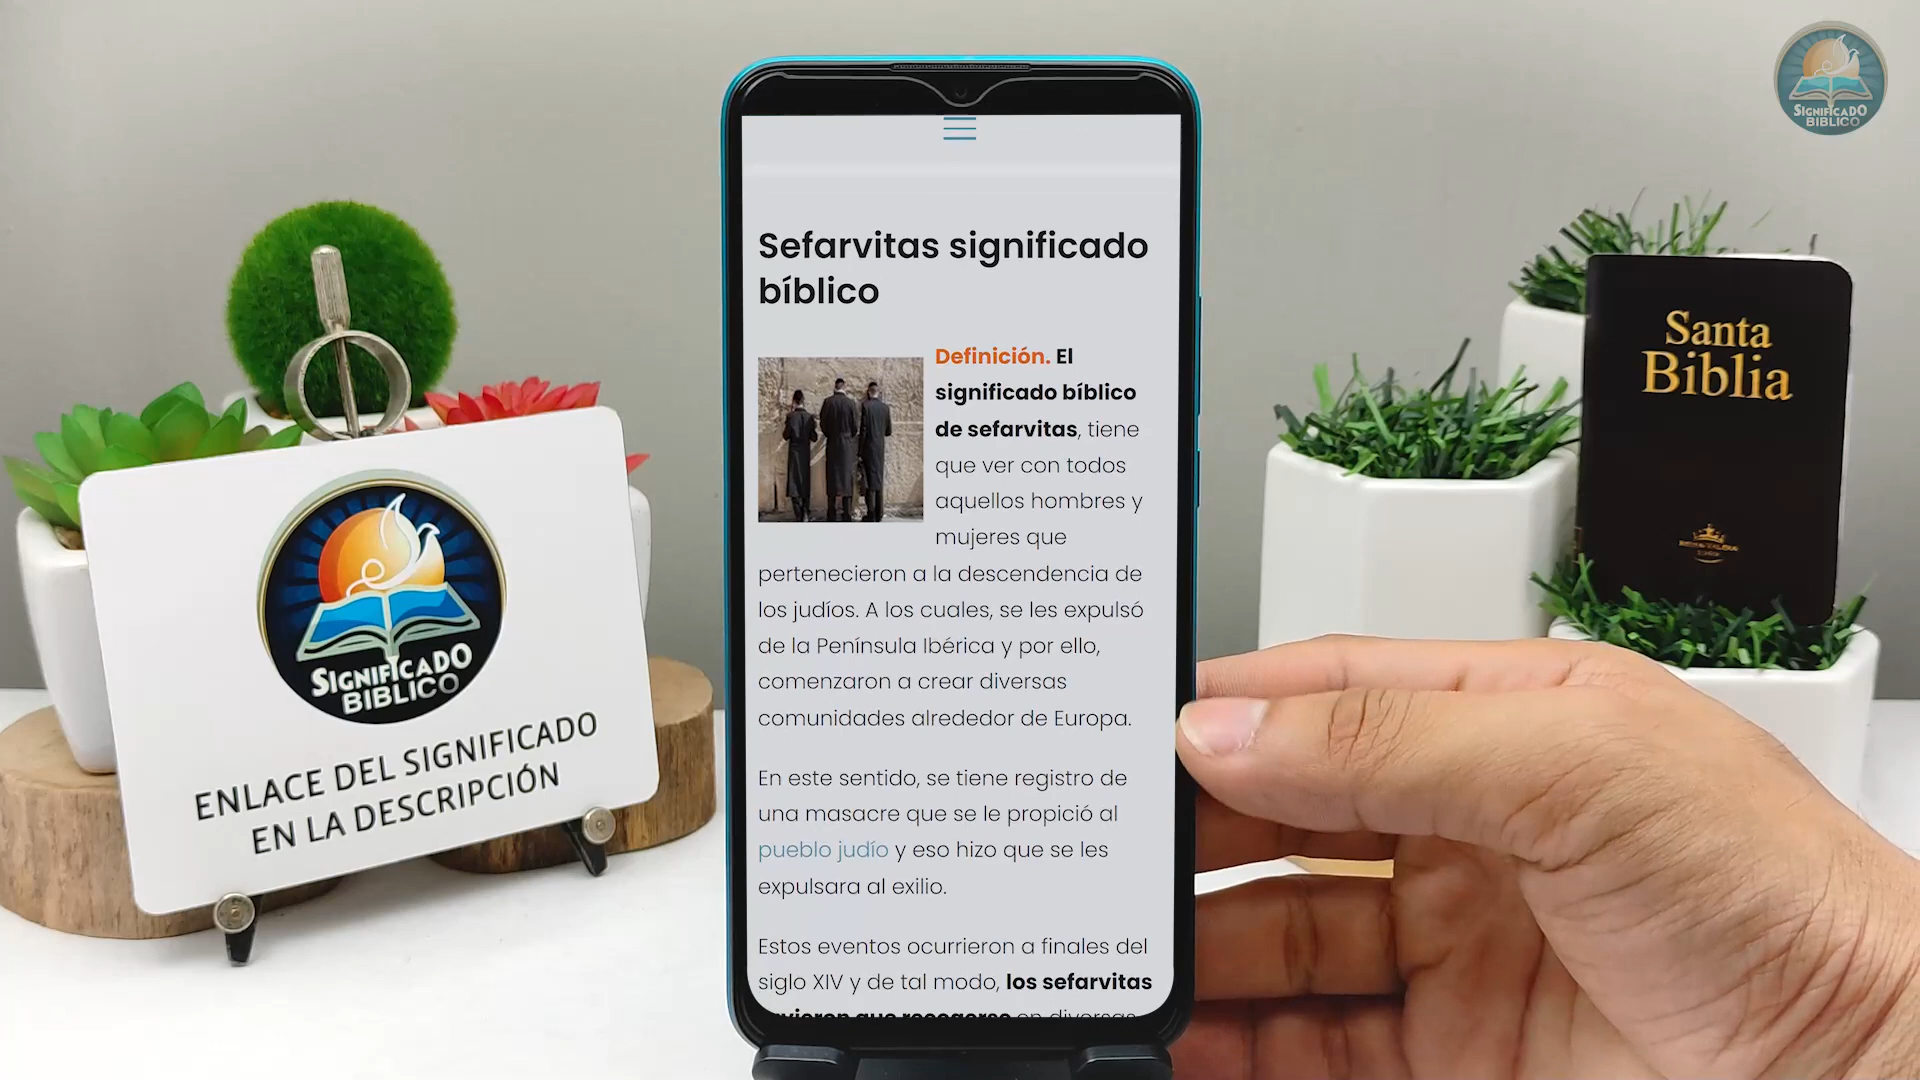 SIGNIFICADO
BIBLICO
Sefarvitas significado
bíblico
Definición. El
significado bíblico
de sefarvitas, tiene
que ver con todos
aquellos hombres y
mujeres que
pertenecieron a la descendencia de
los judíos. A los cuales, se les expulsó
de la Península Ibérica y por ello,
comenzaron a crear diversas
comunidades alrededor de Europa.
En este sentido, se tiene registro de
una masacre que se le propició al
pueblo judío y eso hizo que se les
expulsara al exilio.
Estos eventos ocurrieron a finales del
siglo XIV y de tal modo, los sefarvitas
que recogerse en diversas
SIGNIFICADO
BIBLICO
ENLACE DEL SIGNIFICADO
EN LA DESCRIPCIÓN
Santa
Biblia